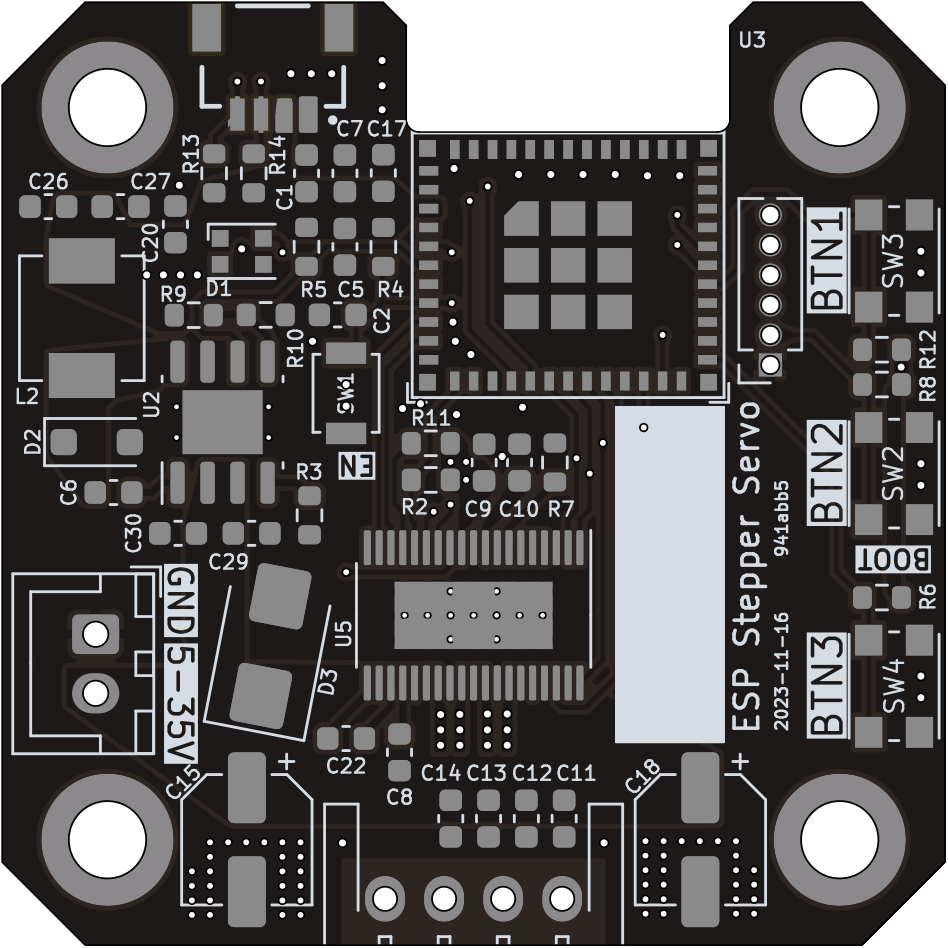 U3
C7
C17
R13
R14
C1
C26
C27
C20
D1
R5
C5
R4
R9
C2
R10
SW1
L2
U2
D2
R11
EN
C6
R3
R2
C9
C10
R7
C30
C29
BTN1
SW3
R12
R8
BTN2
SW2
BOOT
R6
BTN3
SW4
ESP Stepper Servo
941abb5
2023-11-16
GND
5-35V
U5
D3
C22
C8
C15
+
C14
C13
C12
C11
C18
+